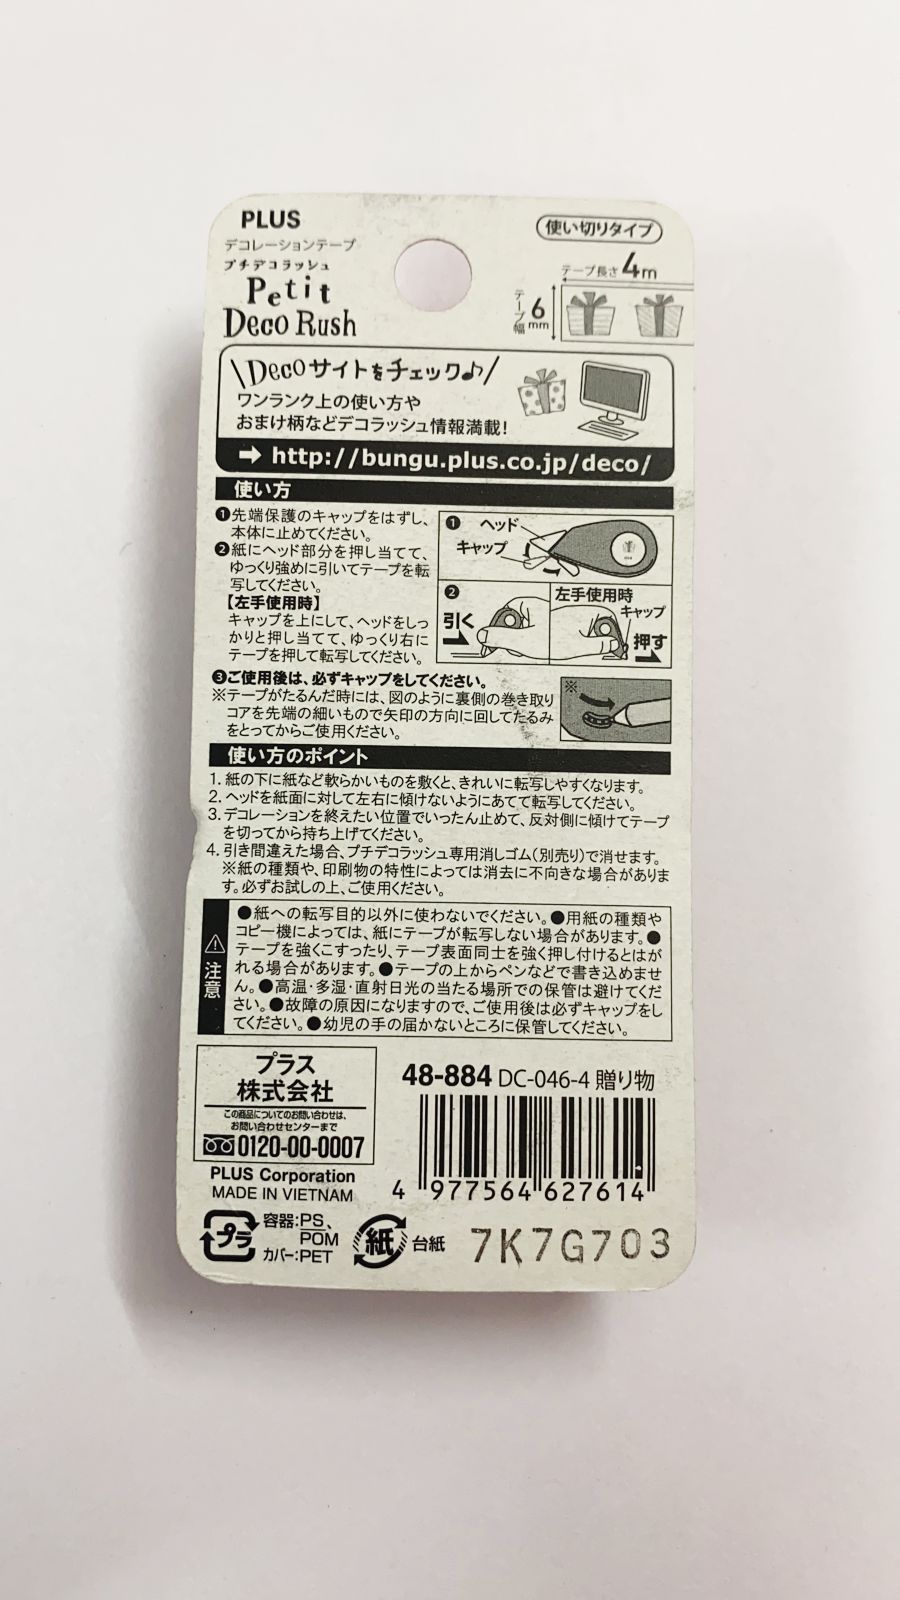 PLUS
使い切りタイプ
デコレーションテープ
プチデコラッシュ
Petit
Deco Rush
テープ長さ4m
テープ幅 6mm
\Decoサイトをチェック♪/
ワンランク上の使い方や
おまけ柄などデコラッシュ情報満載!
➡ http://bungu.plus.co.jp/deco/
使い方
❶先端保護のキャップをはずし、
本体に止めてください。
❷紙にヘッド部分を押し当てて、
ゆっくり強めに引いてテープを転
写してください。
【左手使用時】
キャップを上にして、ヘッドをしっ
かりと押し当てて、ゆっくり右に
テープを押して転写してください。
❶ ヘッド
キャップ
❷
引く
左手使用時
キャップ
押す
❸ご使用後は、必ずキャップをしてください。
※テープがたるんだ時には、図のように裏側の巻き取り
コアを先端の細いもので矢印の方向に回してたるみ
をとってからご使用ください。
※
使い方のポイント
1. 紙の下に紙など軟らかいものを敷くと、きれいに転写しやすくなります。
2. ヘッドを紙面に対して左右に傾けないようにあてて転写してください。
3. デコレーションを終えたい位置でいったん止めて、反対側に傾けてテープ
を切ってから持ち上げてください。
4. 引き間違えた場合、プチデコラッシュ専用消しゴム(別売り)で消せます。
※紙の種類や、印刷物の特性によっては消去に不向きな場合がありま
す。必ずお試しの上、ご使用ください。
⚠注意
●紙への転写目的以外に使わないでください。●用紙の種類や
コピー機によっては、紙にテープが転写しない場合があります。●
テープを強くこすったり、テープ表面同士を強く押し付けるとはが
れる場合があります。●テープの上からペンなどで書き込めませ
ん。●高温・多湿・直射日光の当たる場所での保管は避けてくだ
さい。●故障の原因になりますので、ご使用後は必ずキャップをし
てください。●幼児の手の届かないところに保管してください。
プラス
株式会社
この商品についてのお問い合わせは、
お問い合わせセンターまで
0120-00-0007
PLUS Corporation
MADE IN VIETNAM
48-884 DC-046-4 贈り物
4 977564 627614
プラ
容器:PS、
POM
カバー:PET
紙
台紙
7K7G703